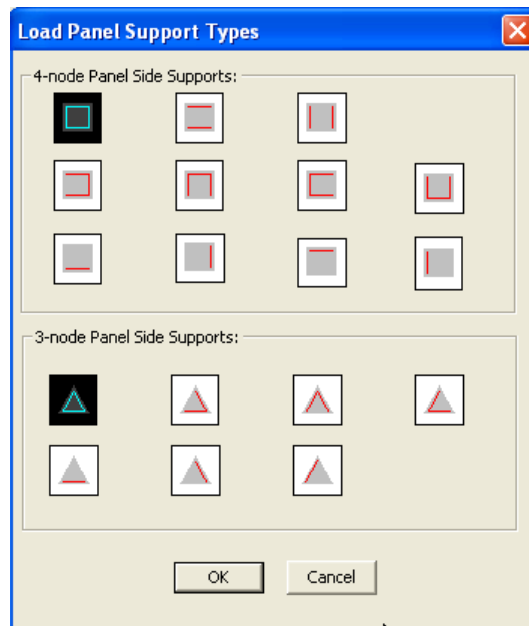 Load Panel Support Types
4-node Panel Side Supports:
3-node Panel Side Supports:
OK
Cancel